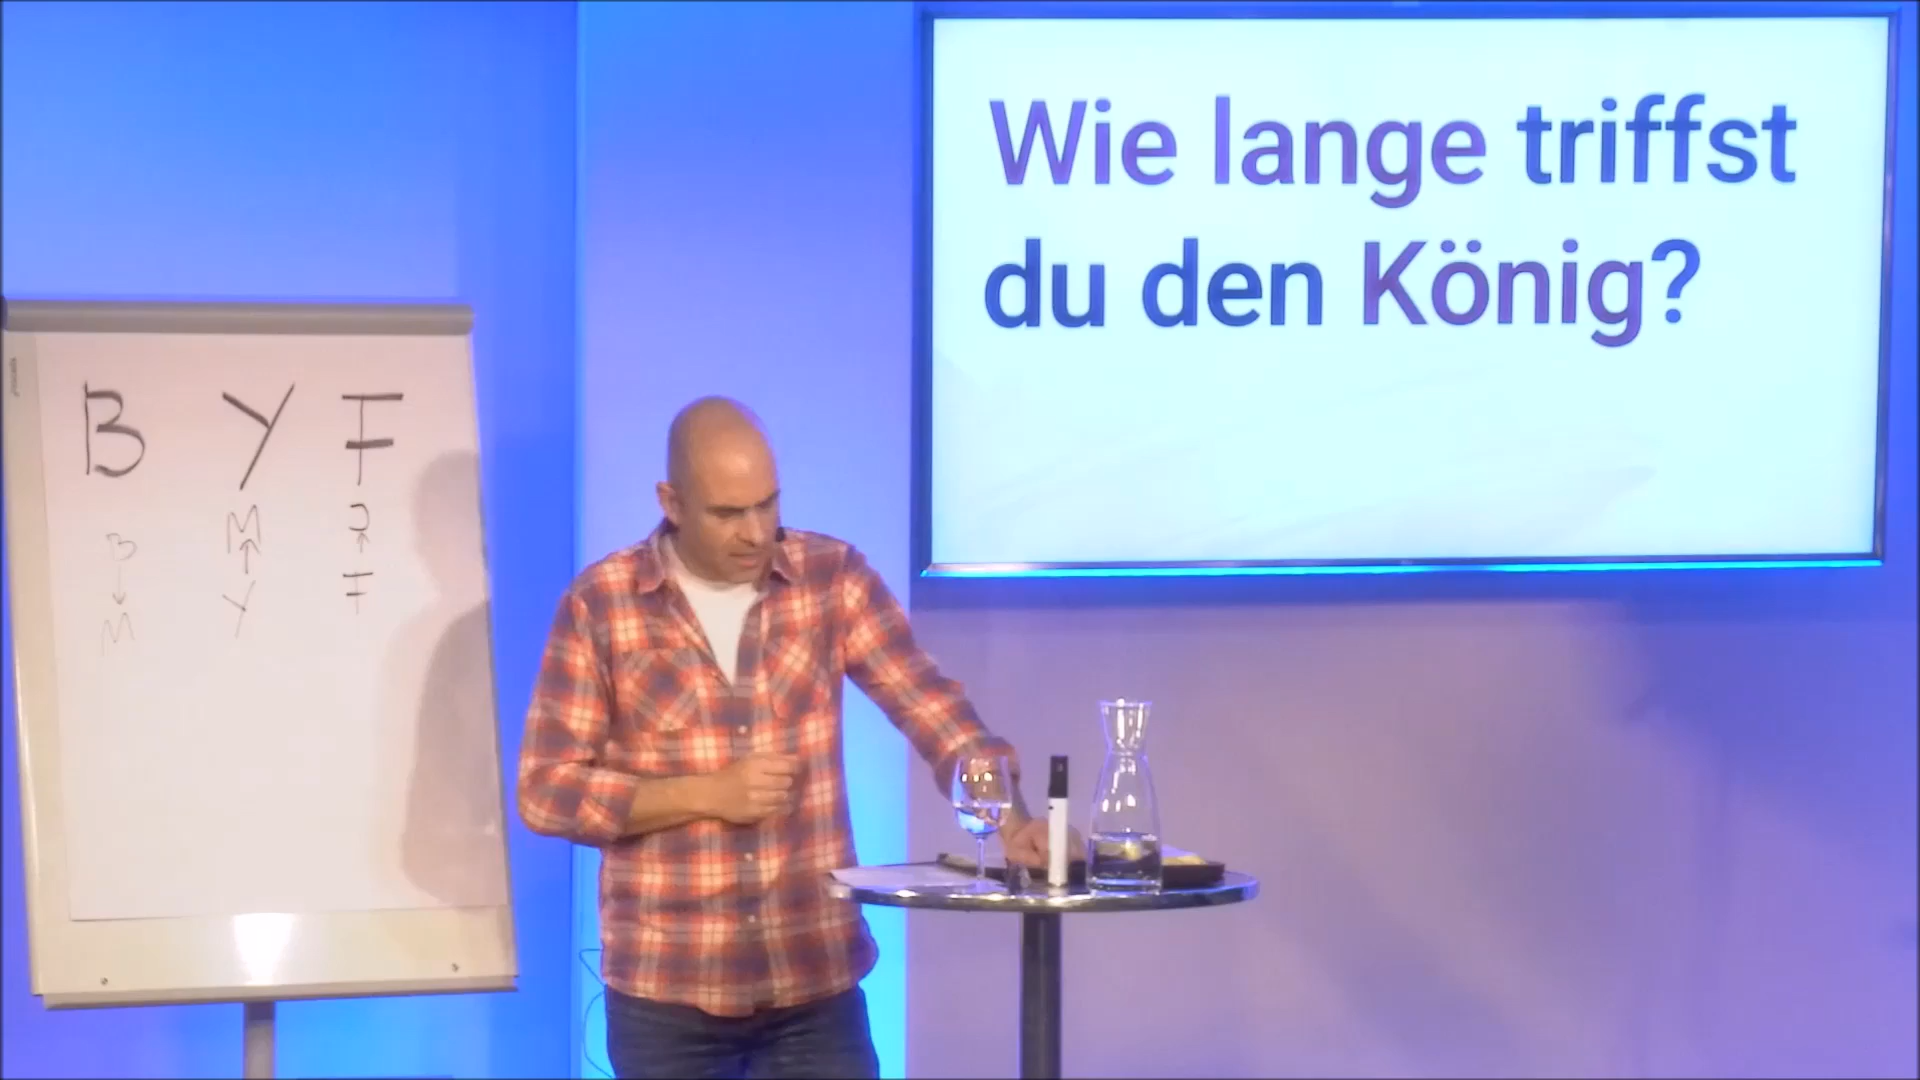 Wie lange triffst
du den König?
B Y F
B M J
M Y F